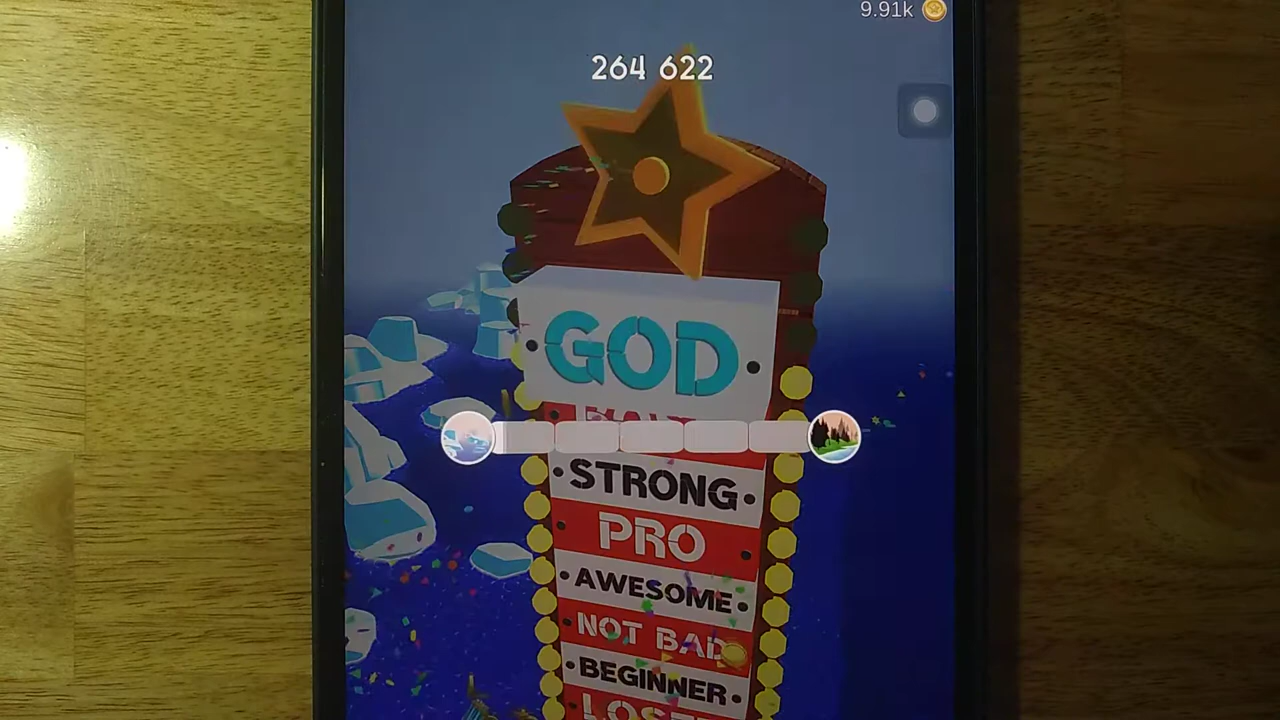 9.91k
264 622
GOD
STRONG
PRO
AWESOME
NOT BAD
BEGINNER